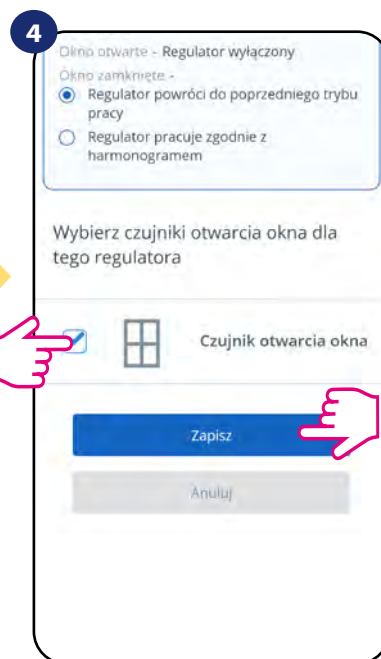 4
Okno otwarte - Regulator wyłączony
Okno zamknięte -
Regulator powróci do poprzedniego trybu
pracy
Regulator pracuje zgodnie z
harmonogramem
Wybierz czujniki otwarcia okna dla
tego regulatora
Czujnik otwarcia okna
Zapisz
Anuluj